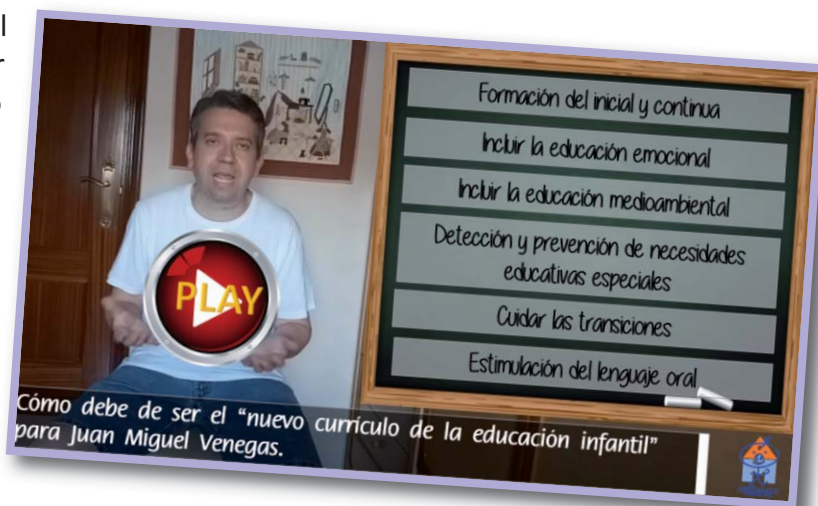 PLAY
Formación del inicial y continua
Incluir la educación emocional
Incluir la educación medioambiental
Detección y prevención de necesidades
educativas especiales
Cuidar las transiciones
Estimulación del lenguaje oral
Cómo debe de ser el “nuevo currículo de la educación infantil”
para Juan Miguel Venegas.